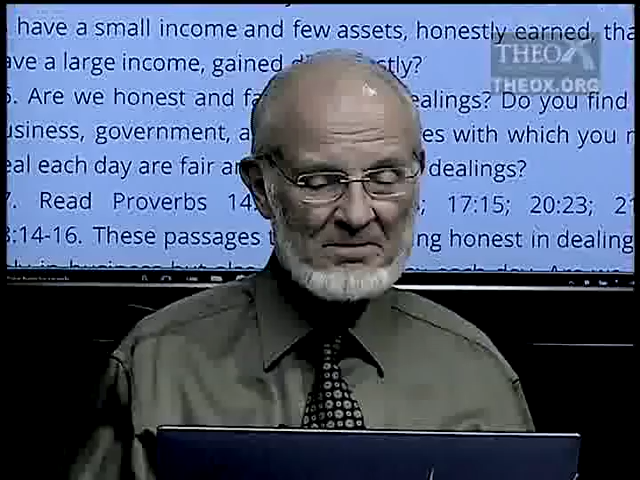 have a small income and few assets, honestly earned, tha
ave a large income, gained d stly?
. Are we honest and fa ealings? Do you find
usiness, government, a es with which you
eal each day are fair an dealings?
. Read Proverbs 14 ; 17:15; 20:23; 21
:14-16. These passages t ng honest in dealing
THEOX
THEOX.ORG